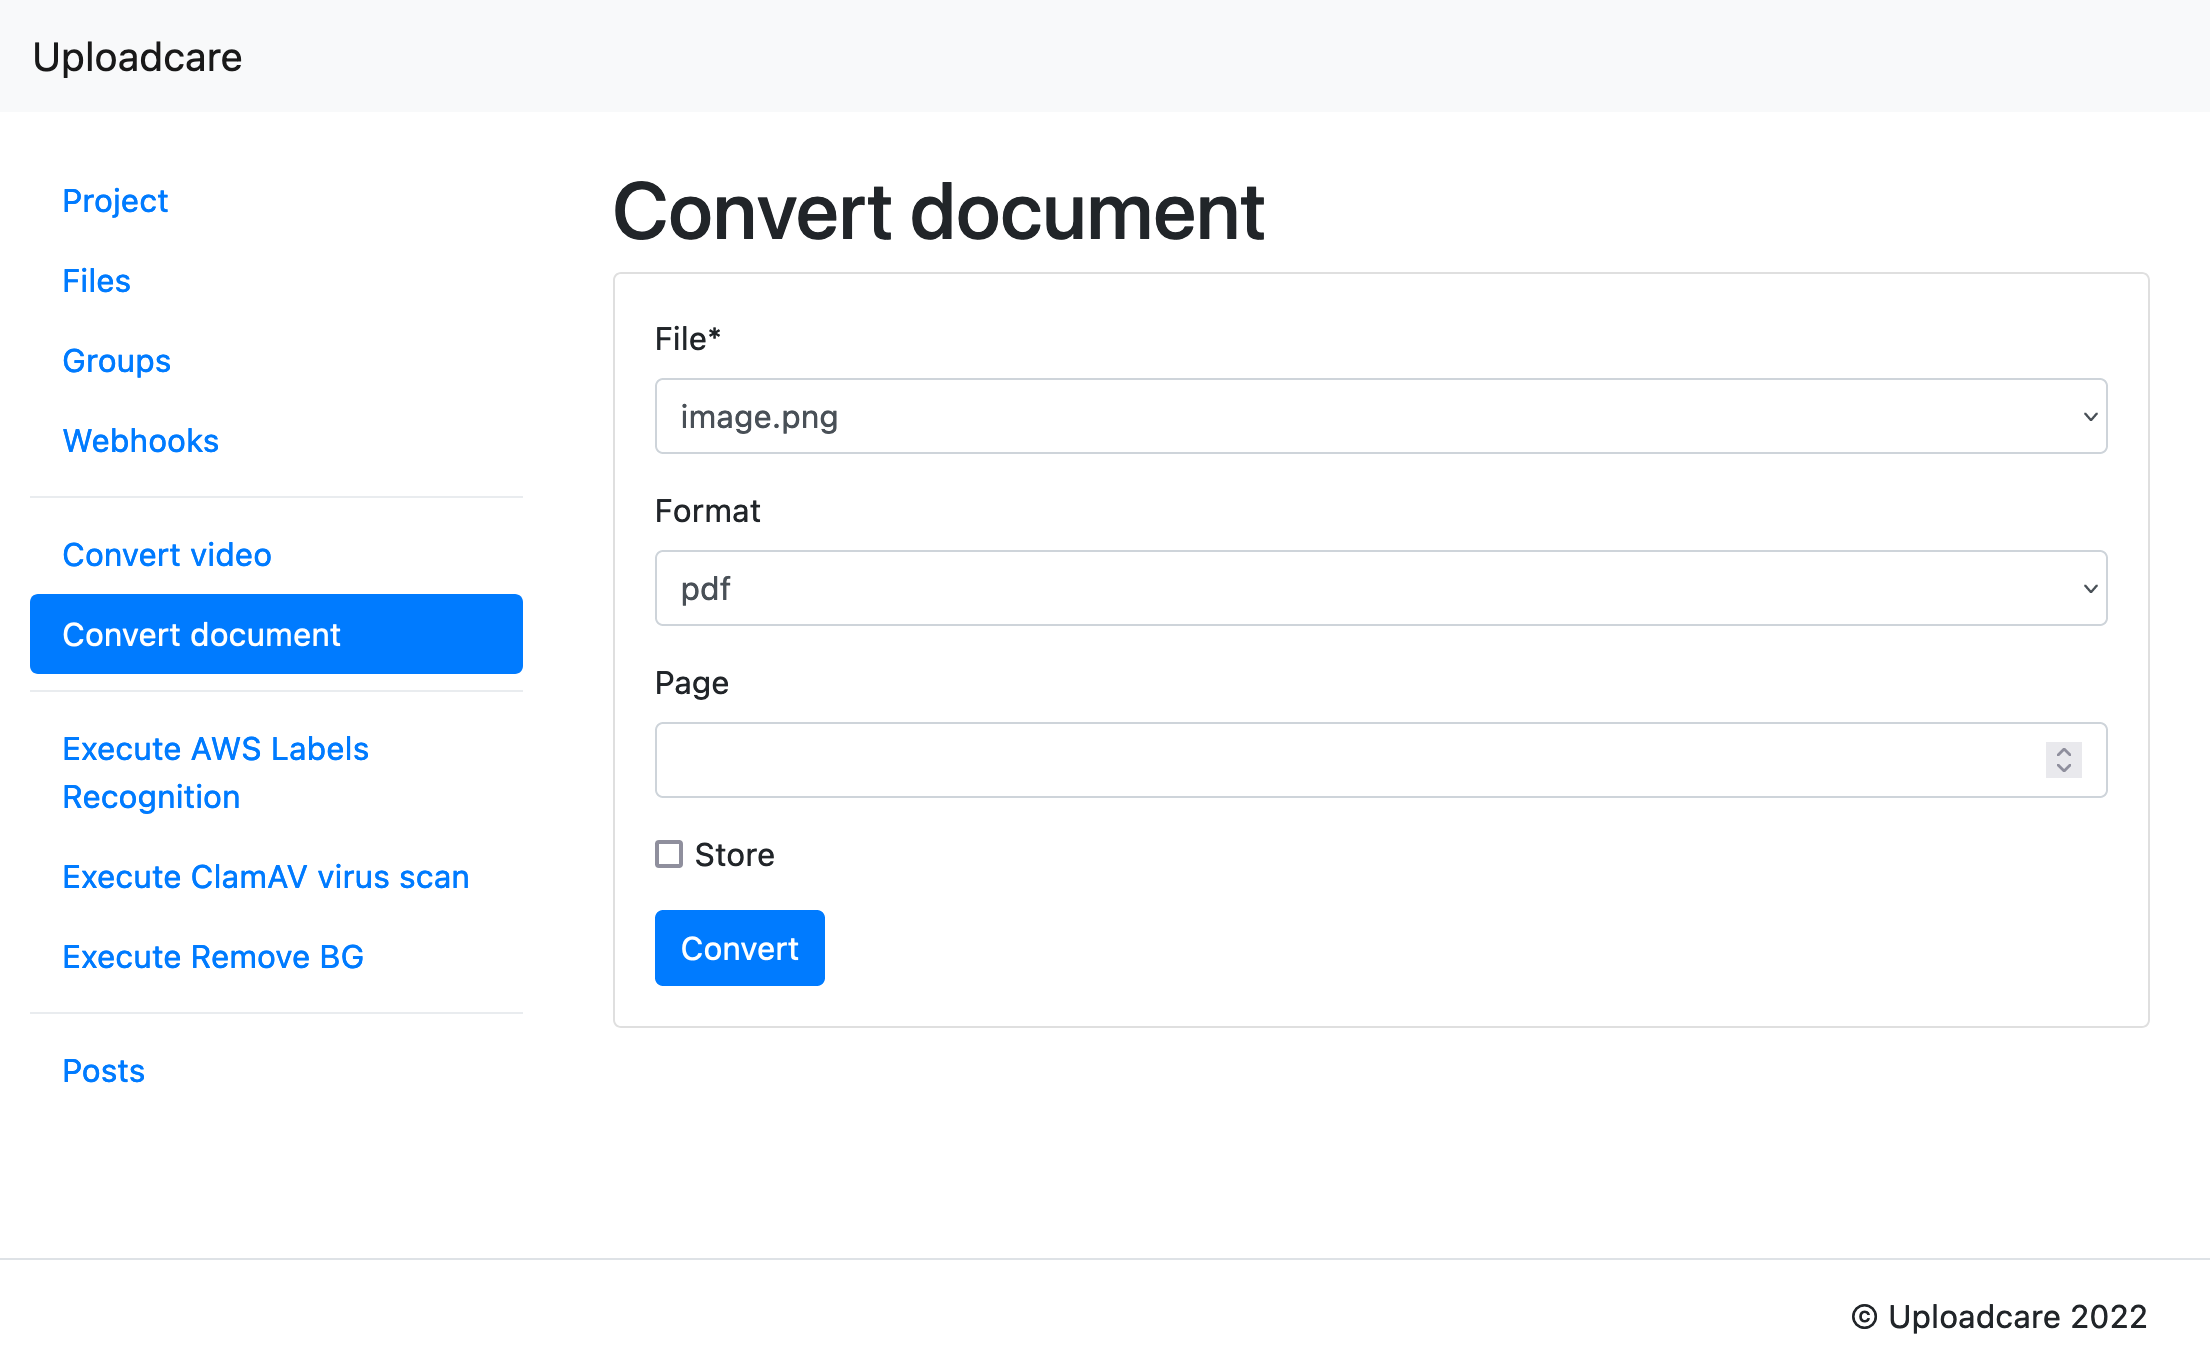 Uploadcare
Project
Files
Groups
Webhooks
Convert video
Convert document
Execute AWS Labels
Recognition
Execute ClamAV virus scan
Execute Remove BG
Posts
Convert document
File*
image.png
Format
pdf
Page
Store
Convert
© Uploadcare 2022